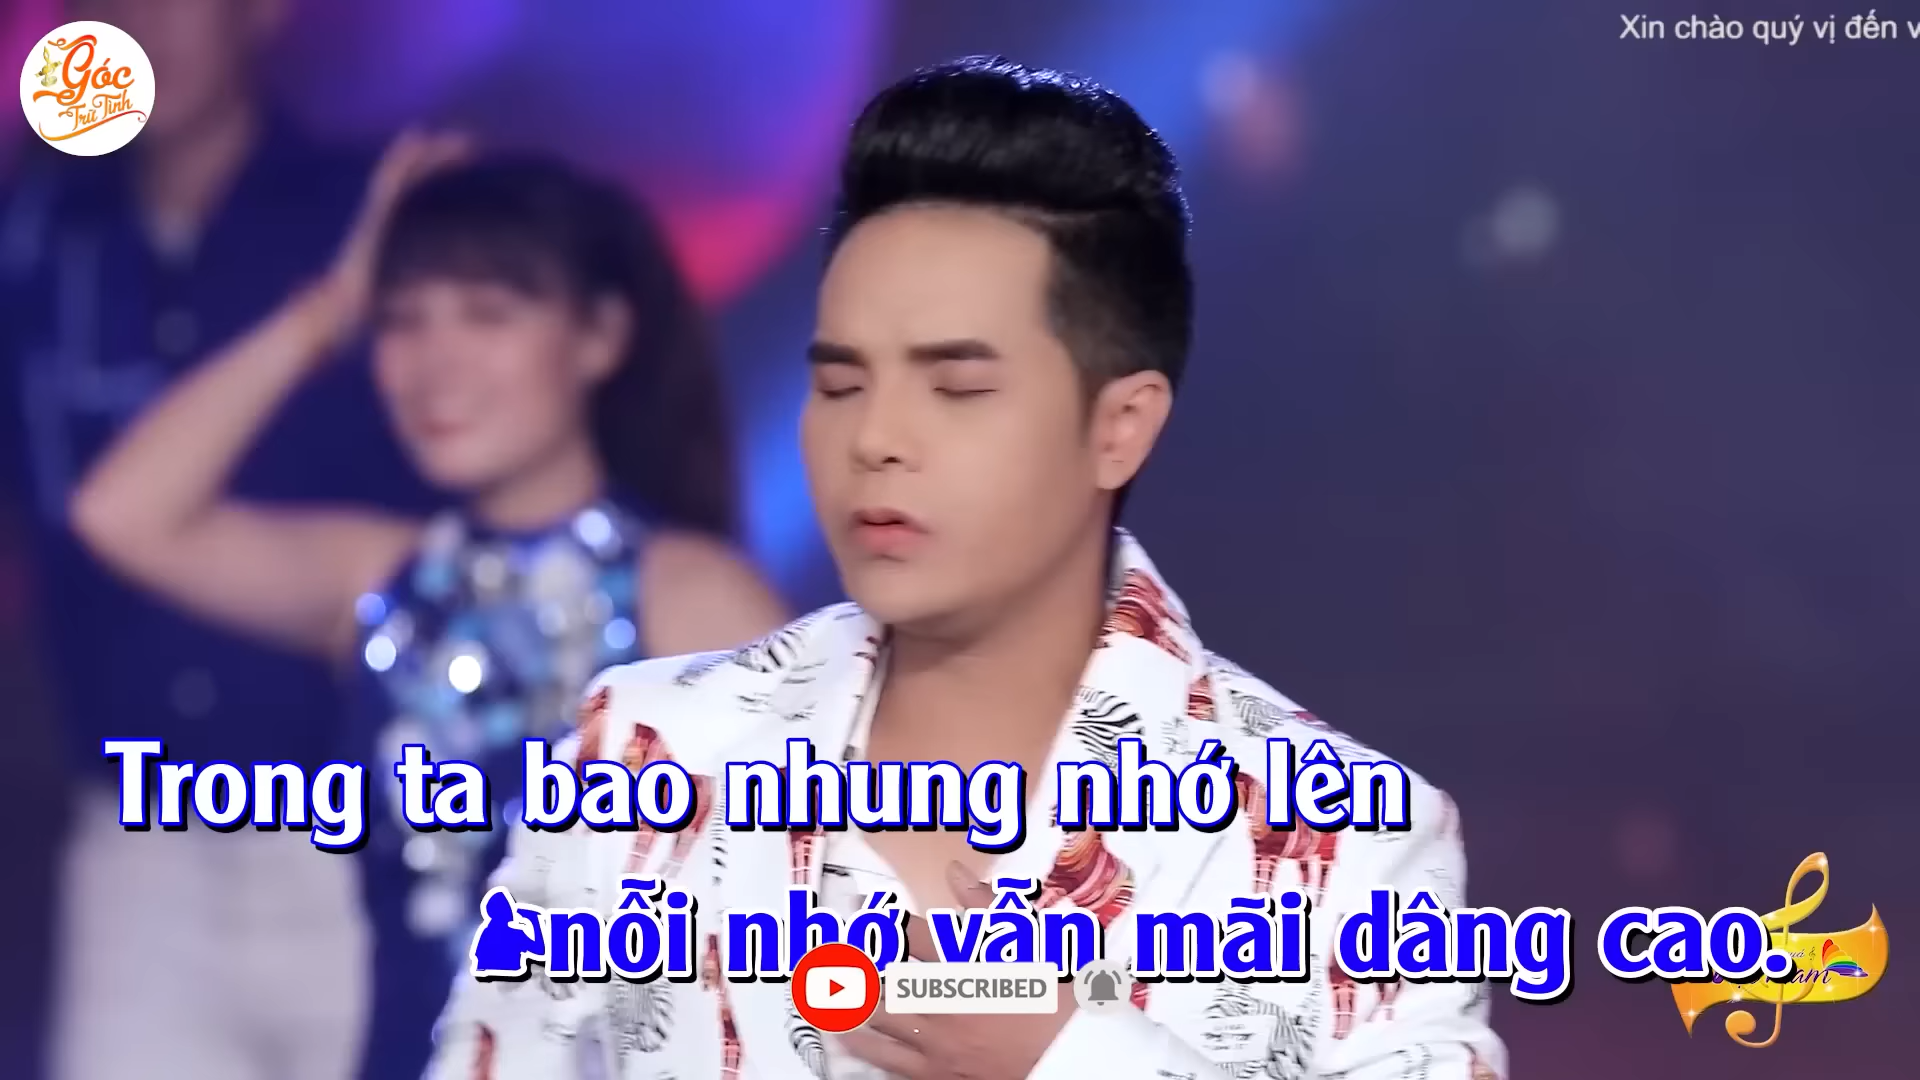 Góc
Trữ Tình
Xin chào quý vị đến v
Trong ta bao nhung nhớ lên
nỗi nhớ vẫn mãi dâng cao.
SUBSCRIBED